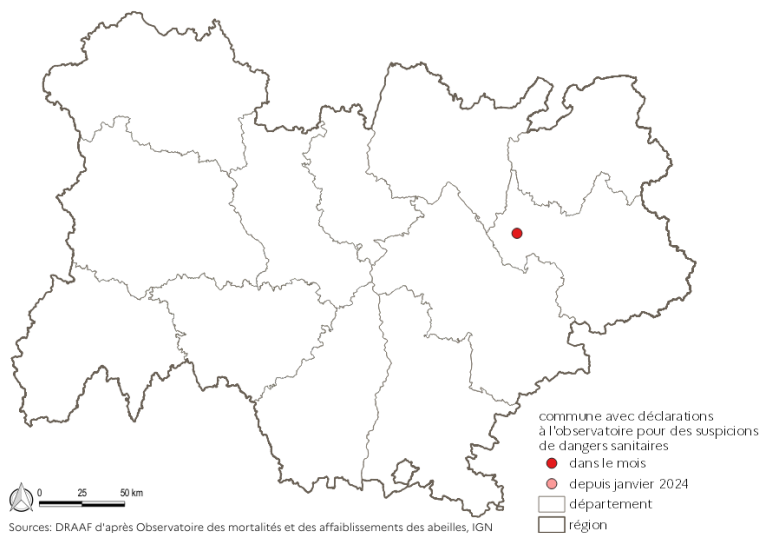 commune avec déclarations
à l'observatoire pour des suspicions
de dangers sanitaires
dans le mois
depuis janvier 2024
département
région
0 25 50 km
Sources: DRAAF d'après Observatoire des mortalités et des affaiblissements des abeilles, IGN